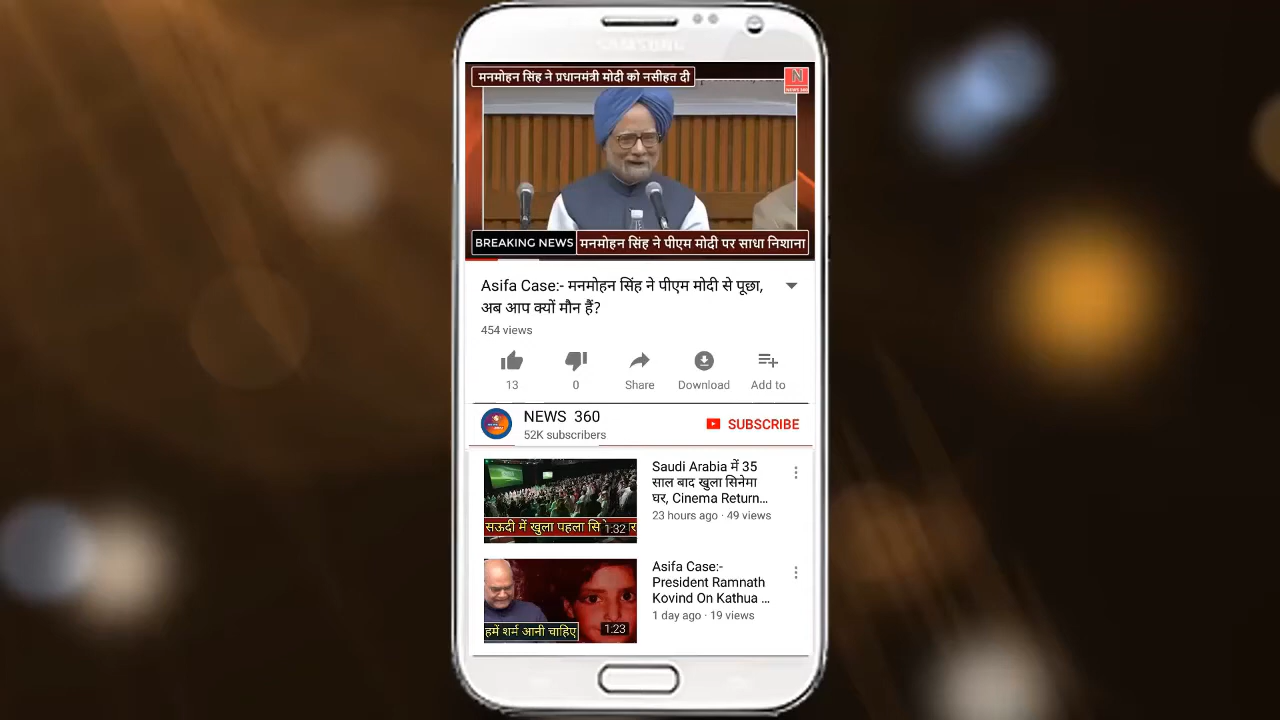 SAMSUNG
मनमोहन सिंह ने प्रधानमंत्री मोदी को नसीहत दी
N
NEWS 360
BREAKING NEWS
मनमोहन सिंह ने पीएम मोदी पर साधा निशाना
Asifa Case:- मनमोहन सिंह ने पीएम मोदी से पूछा,
अब आप क्यों मौन हैं?
454 views
13
0
Share
Download
Add to
NEWS 360
52K subscribers
SUBSCRIBE
Saudi Arabia में 35
साल बाद खुला सिनेमा
घर, Cinema Return...
23 hours ago · 49 views
सऊदी में खुला पहला
1:32
Asifa Case:-
President Ramnath
Kovind On Kathua ...
1 day ago · 19 views
हमें शर्म आनी चाहिए
1:23